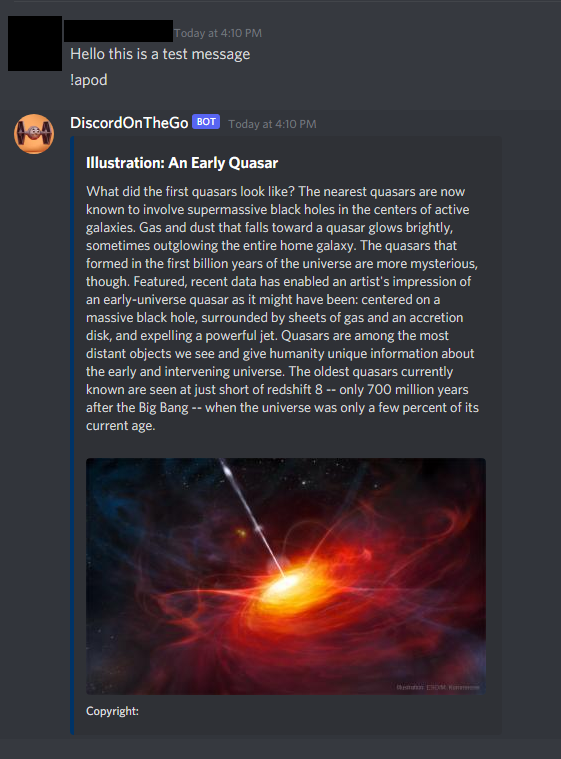 Today at 4:10 PM
Hello this is a test message
!apod
DiscordOnTheGo BOT Today at 4:10 PM
Illustration: An Early Quasar
What did the first quasars look like? The nearest quasars are now
known to involve supermassive black holes in the centers of active
galaxies. Gas and dust that falls toward a quasar glows brightly,
sometimes outglowing the entire home galaxy. The quasars that
formed in the first billion years of the universe are more mysterious,
though. Featured, recent data has enabled an artist's impression of
an early-universe quasar as it might have been: centered on a
massive black hole, surrounded by sheets of gas and an accretion
disk, and expelling a powerful jet. Quasars are among the most
distant objects we see and give humanity unique information about
the early and intervening universe. The oldest quasars currently
known are seen at just short of redshift 8 -- only 700 million years
after the Big Bang -- when the universe was only a few percent of its
current age.
Illustration: ESO/M.
Copyright: